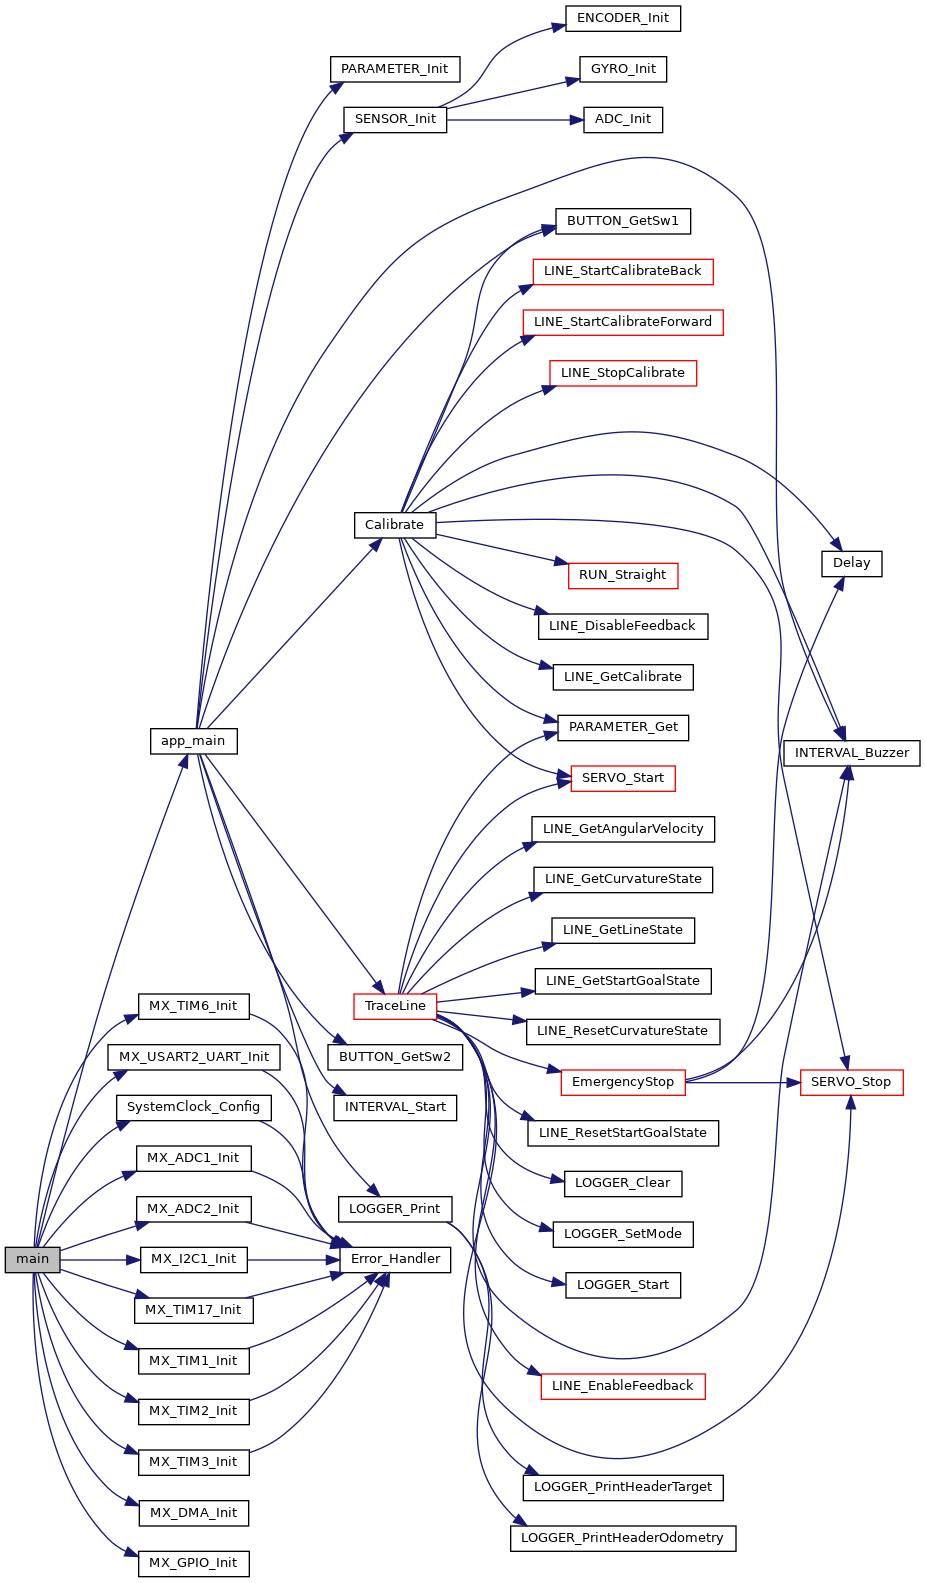 ENCODER_Init
PARAMETER_Init
GYRO_Init
SENSOR_Init
ADC_Init
BUTTON_GetSw1
LINE_StartCalibrateBack
LINE_StartCalibrateForward
LINE_StopCalibrate
Calibrate
Delay
RUN_Straight
LINE_DisableFeedback
LINE_GetCalibrate
PARAMETER_Get
app_main
INTERVAL_Buzzer
SERVO_Start
LINE_GetAngularVelocity
LINE_GetCurvatureState
LINE_GetLineState
LINE_GetStartGoalState
MX_TIM6_Init
TraceLine
LINE_ResetCurvatureState
MX_USART2_UART_Init
BUTTON_GetSw2
EmergencyStop
SERVO_Stop
SystemClock_Config
INTERVAL_Start
LINE_ResetStartGoalState
MX_ADC1_Init
LOGGER_Clear
MX_ADC2_Init
LOGGER_Print
LOGGER_SetMode
main
MX_I2C1_Init
Error_Handler
LOGGER_Start
MX_TIM17_Init
MX_TIM1_Init
LINE_EnableFeedback
MX_TIM2_Init
MX_TIM3_Init
LOGGER_PrintHeaderTarget
MX_DMA_Init
LOGGER_PrintHeaderOdometry
MX_GPIO_Init